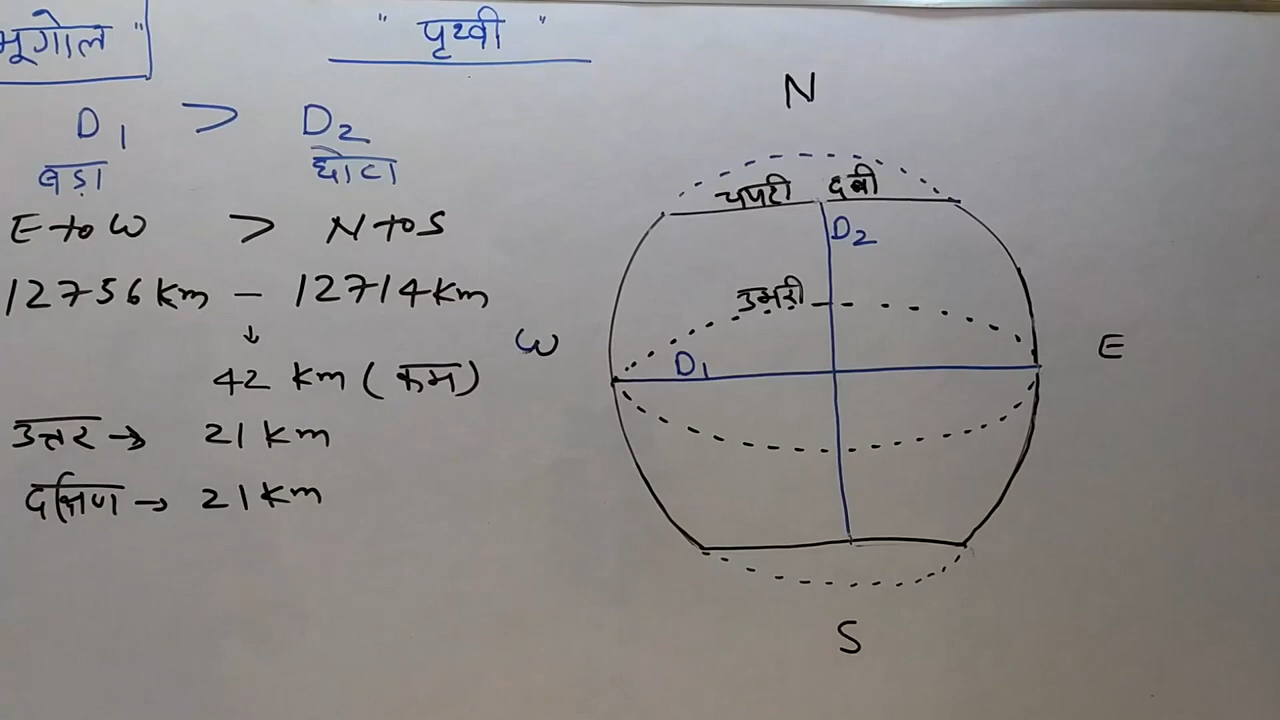 भूगोल "
" पृथ्वी "
D1 > D2
बड़ा छोटा
E to W > N to S
12756 km – 12714 km
↓
42 km (कम)
उत्तर → 21 km
दक्षिण → 21 km
N
चपटी दबी
D2
उभरी
W D1 E
S